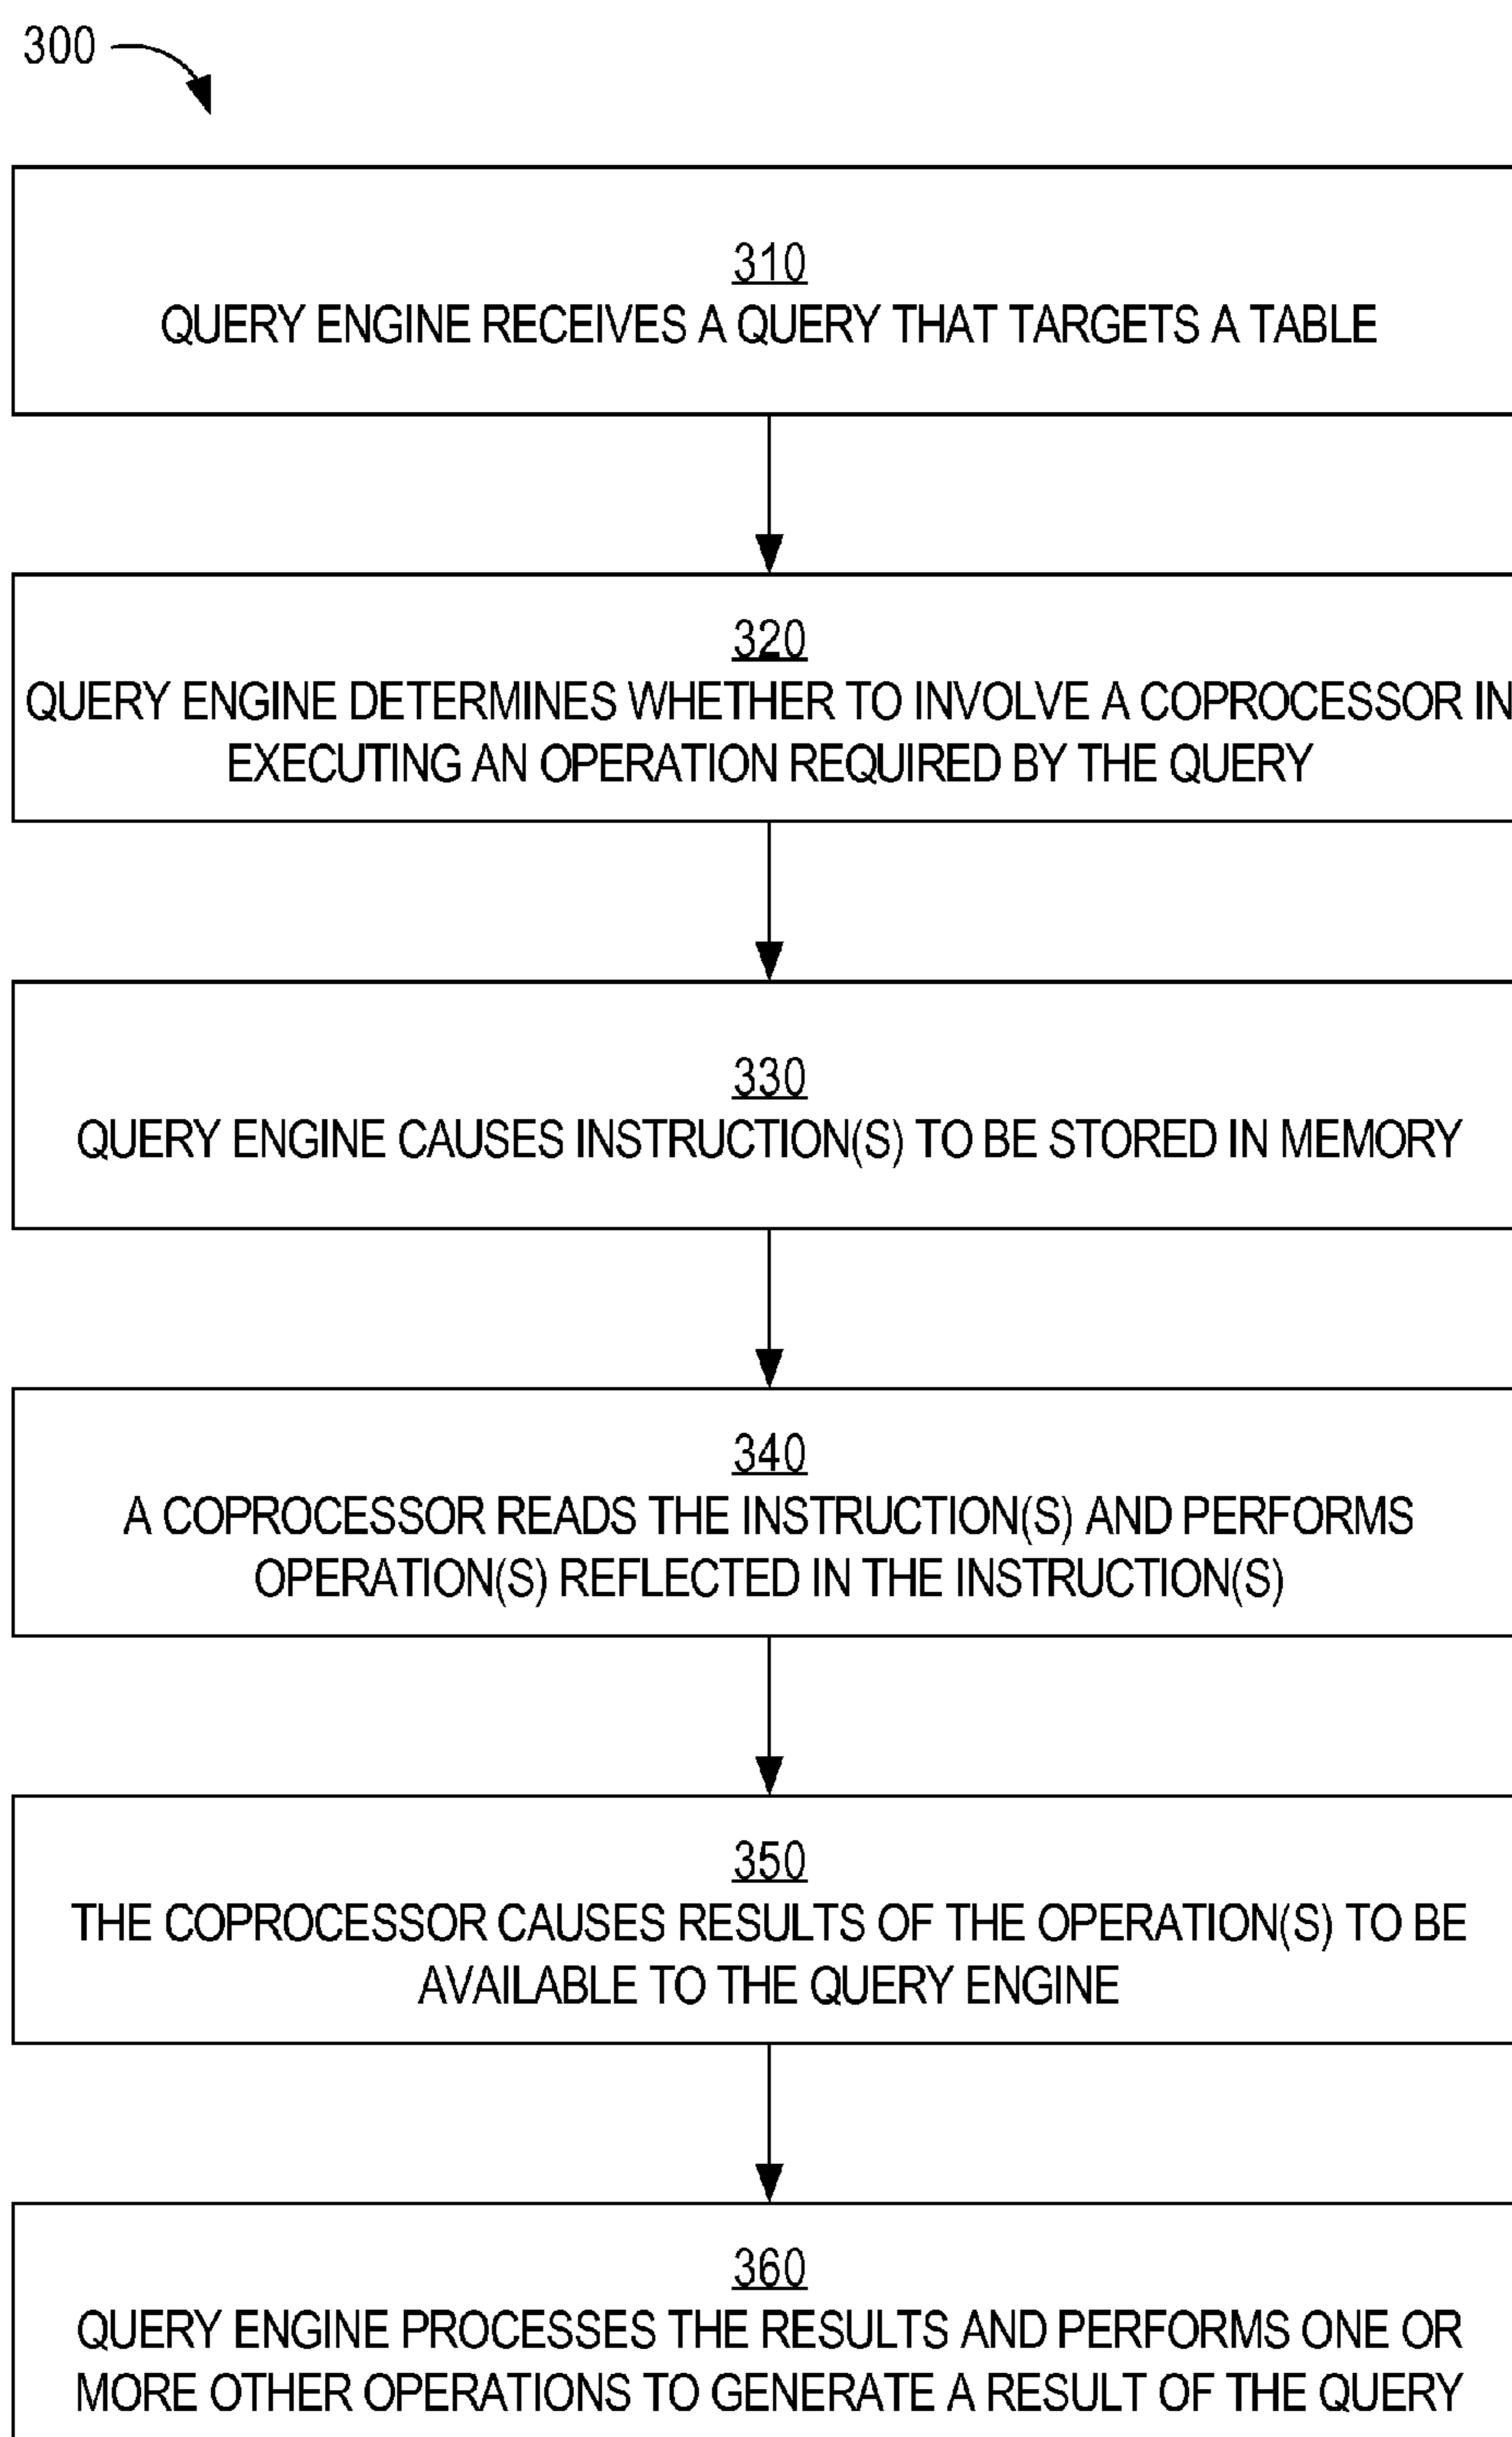 300
310
QUERY ENGINE RECEIVES A QUERY THAT TARGETS A TABLE
320
QUERY ENGINE DETERMINES WHETHER TO INVOLVE A COPROCESSOR IN
EXECUTING AN OPERATION REQUIRED BY THE QUERY
330
QUERY ENGINE CAUSES INSTRUCTION(S) TO BE STORED IN MEMORY
340
A COPROCESSOR READS THE INSTRUCTION(S) AND PERFORMS
OPERATION(S) REFLECTED IN THE INSTRUCTION(S)
350
THE COPROCESSOR CAUSES RESULTS OF THE OPERATION(S) TO BE
AVAILABLE TO THE QUERY ENGINE
360
QUERY ENGINE PROCESSES THE RESULTS AND PERFORMS ONE OR
MORE OTHER OPERATIONS TO GENERATE A RESULT OF THE QUERY